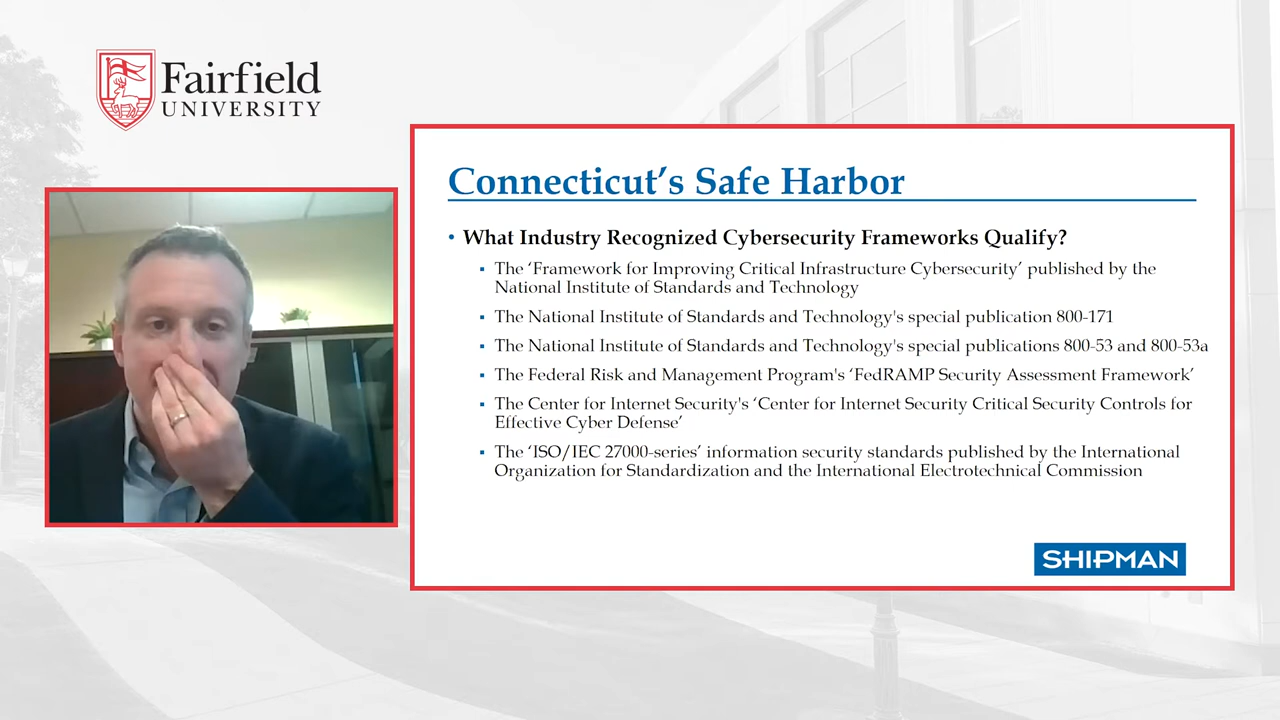 Fairfield
UNIVERSITY
Connecticut’s Safe Harbor
• What Industry Recognized Cybersecurity Frameworks Qualify?
▪ The ‘Framework for Improving Critical Infrastructure Cybersecurity’ published by the
National Institute of Standards and Technology
▪ The National Institute of Standards and Technology's special publication 800-171
▪ The National Institute of Standards and Technology's special publications 800-53 and 800-53a
▪ The Federal Risk and Management Program's ‘FedRAMP Security Assessment Framework’
▪ The Center for Internet Security's ‘Center for Internet Security Critical Security Controls for
Effective Cyber Defense’
▪ The ‘ISO/IEC 27000-series’ information security standards published by the International
Organization for Standardization and the International Electrotechnical Commission
SHIPMAN